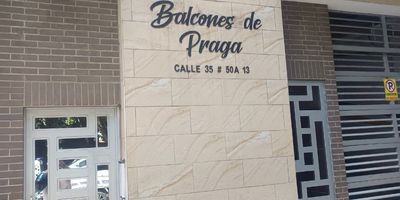 Balcones de
Praga
CALLE 35 # 50A 13